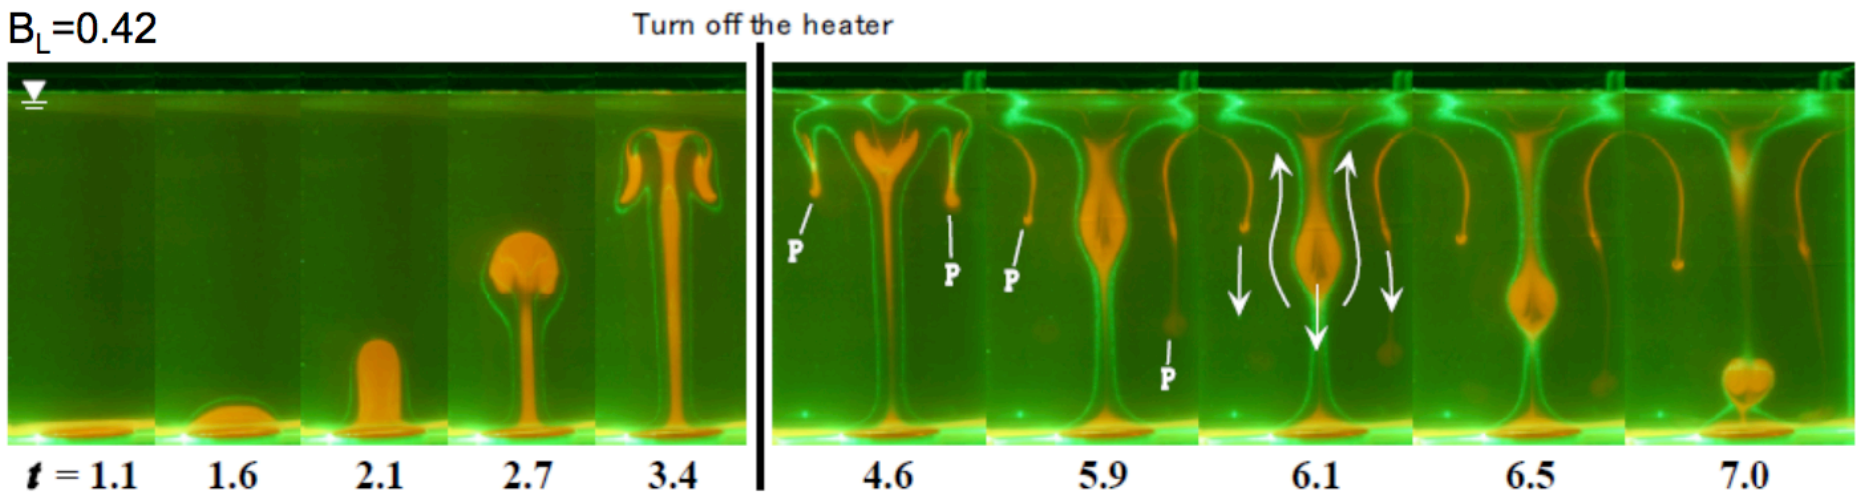 B_L=0.42
Turn off the heater
P
P
P
P
t = 1.1 1.6 2.1 2.7 3.4 4.6 5.9 6.1 6.5 7.0